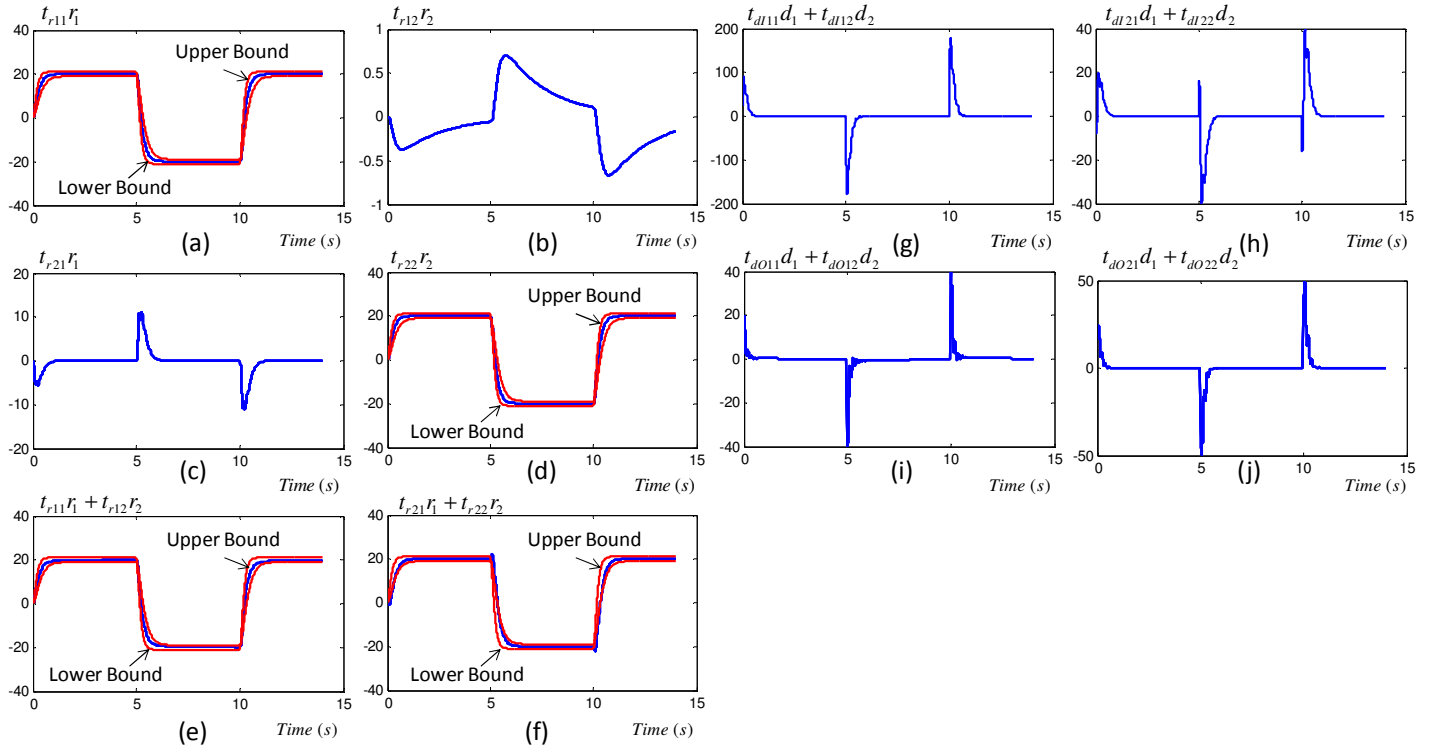 t_{r11}r_1
40
20
0
-20
-40
0 5 10 15
Upper Bound
Lower Bound
Time (s)
(a)
t_{r12}r_2
1
0.5
0
-0.5
-1
0 5 10 15
Time (s)
(b)
t_{dI11}d_1 + t_{dI12}d_2
200
100
0
-100
-200
0 5 10 15
Time (s)
(g)
t_{dI21}d_1 + t_{dI22}d_2
40
20
0
-20
-40
0 5 10 15
Time (s)
(h)
t_{r21}r_1
20
10
0
-10
-20
0 5 10 15
Time (s)
(c)
t_{r22}r_2
40
20
0
-20
-40
0 5 10 15
Upper Bound
Lower Bound
Time (s)
(d)
t_{dO11}d_1 + t_{dO12}d_2
40
20
0
-20
-40
0 5 10 15
Time (s)
(i)
t_{dO21}d_1 + t_{dO22}d_2
50
0
-50
0 5 10 15
Time (s)
(j)
t_{r11}r_1 + t_{r12}r_2
40
20
0
-20
-40
0 5 10 15
Upper Bound
Lower Bound
Time (s)
(e)
t_{r21}r_1 + t_{r22}r_2
40
20
0
-20
-40
0 5 10 15
Upper Bound
Lower Bound
Time (s)
(f)